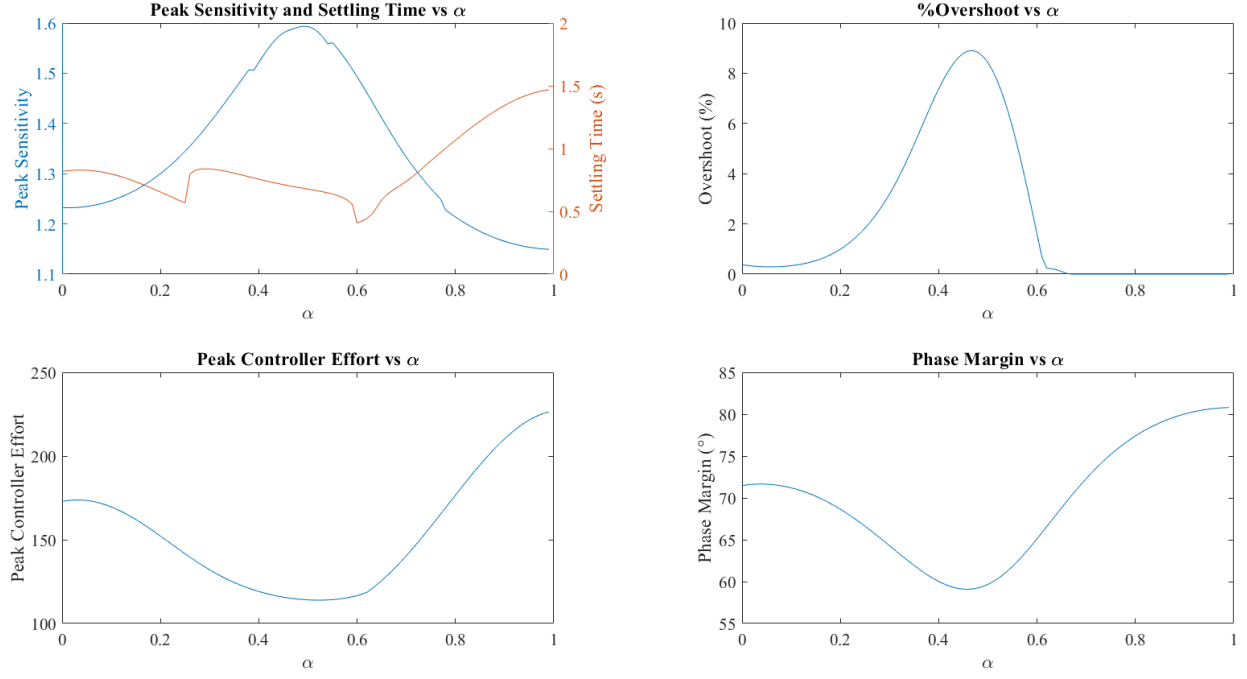 Peak Sensitivity and Settling Time vs α
1.6
1.5
1.4
1.3
1.2
1.1
Peak Sensitivity
2
1.5
1
0.5
0
Settling Time (s)
0 0.2 0.4 0.6 0.8 1
α
%Overshoot vs α
10
8
6
4
2
0
Overshoot (%)
0 0.2 0.4 0.6 0.8 1
α
Peak Controller Effort vs α
250
200
150
100
Peak Controller Effort
0 0.2 0.4 0.6 0.8 1
α
Phase Margin vs α
85
80
75
70
65
60
55
Phase Margin (°)
0 0.2 0.4 0.6 0.8 1
α